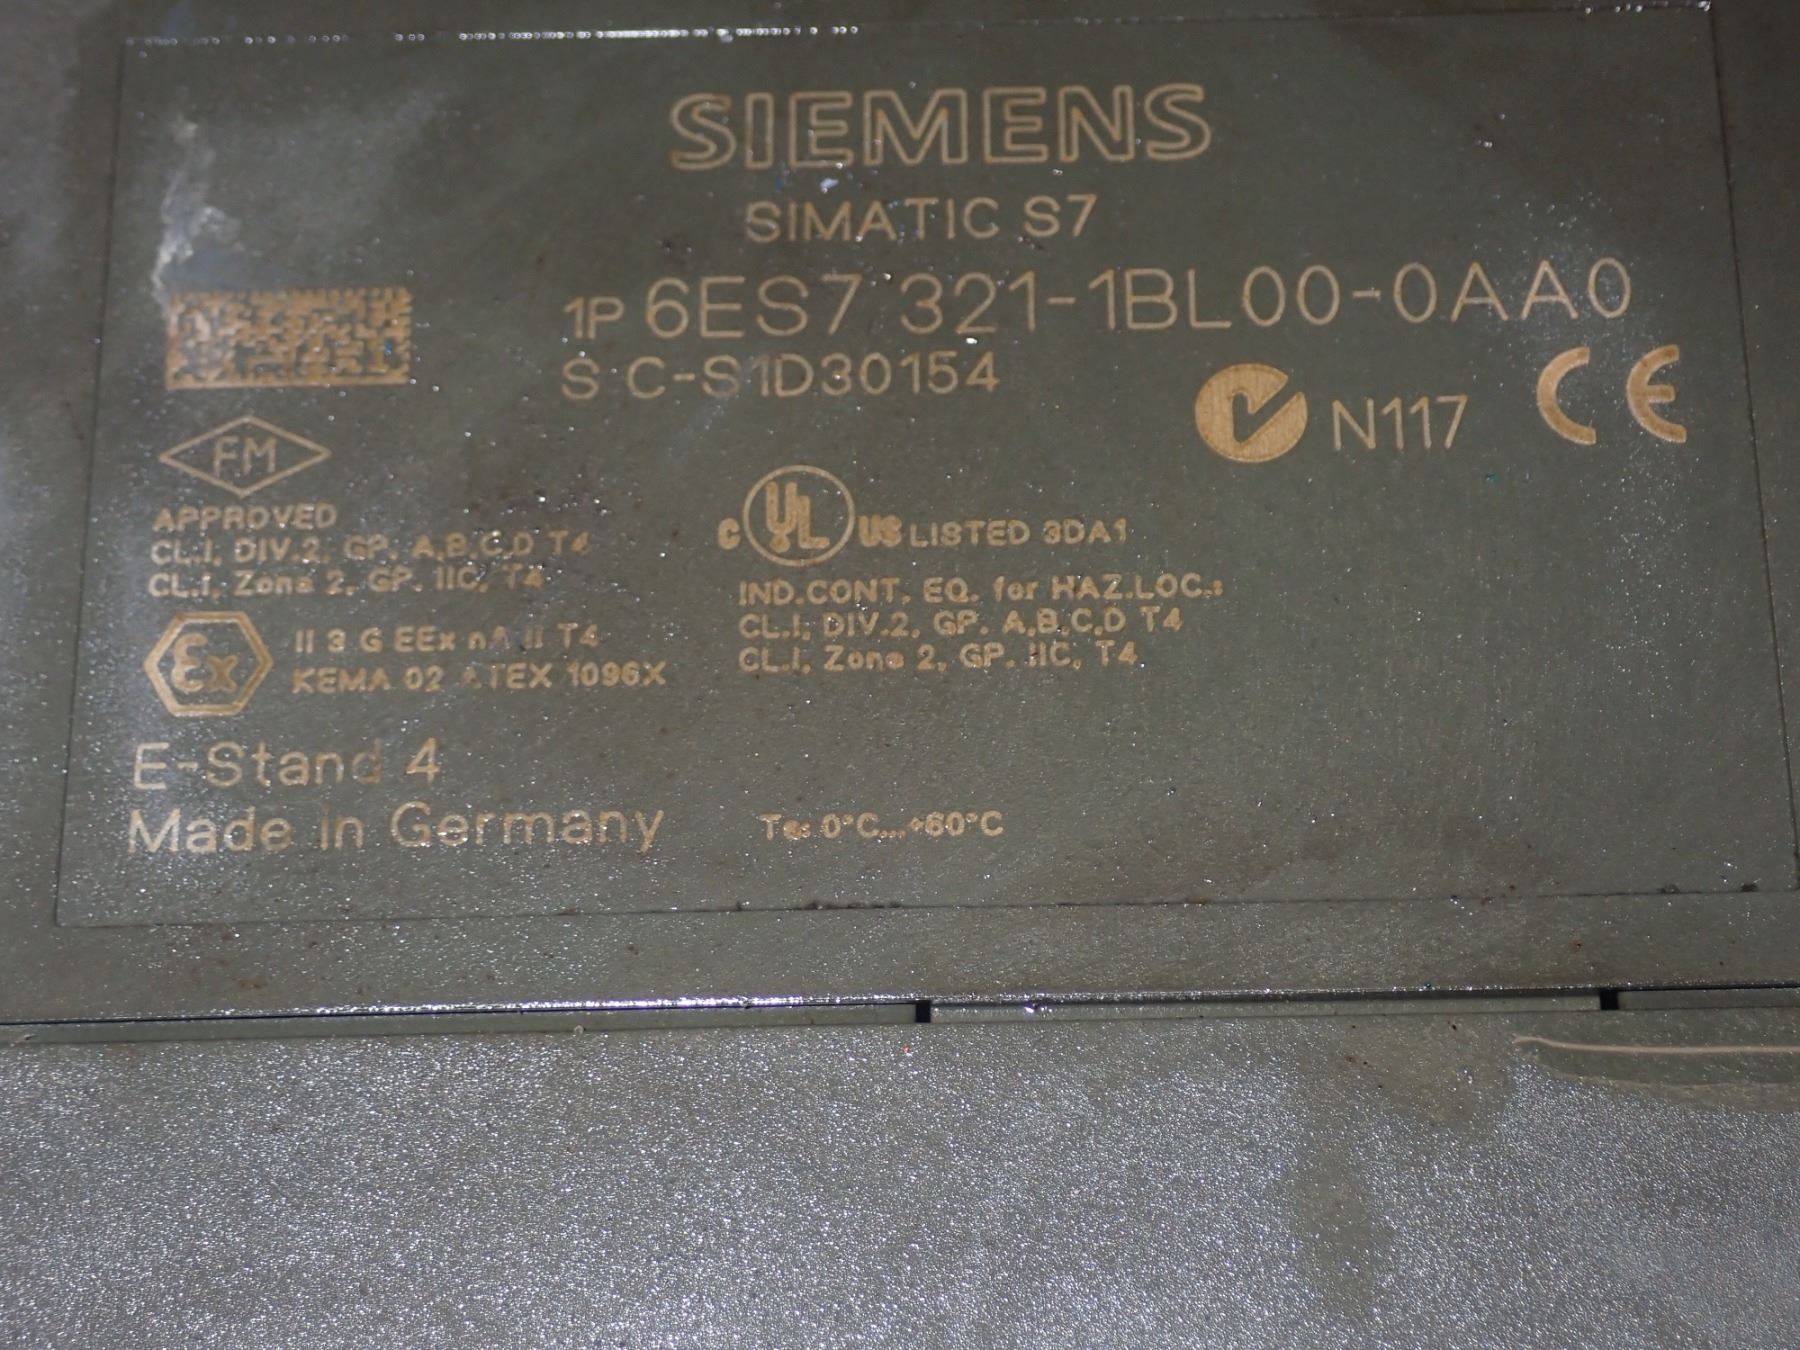 SIEMENS
SIMATIC S7
1P 6ES7 321-1BL00-0AA0
S C-S1D30154
N117 CE
FM
APPROVED
CL.I, DIV.2, GP. A,B,C,D T4
CL.I, Zone 2, GP. IIC, T4
C UL US LISTED 3DA1
IND.CONT. EQ. for HAZ.LOC.:
CL.I, DIV.2, GP. A,B,C,D T4
CL.I, Zone 2, GP. IIC, T4
Ex II 3 G EEx nA II T4
KEMA 02 ATEX 1096X
E-Stand 4
Made in Germany
Ta: 0°C...+60°C